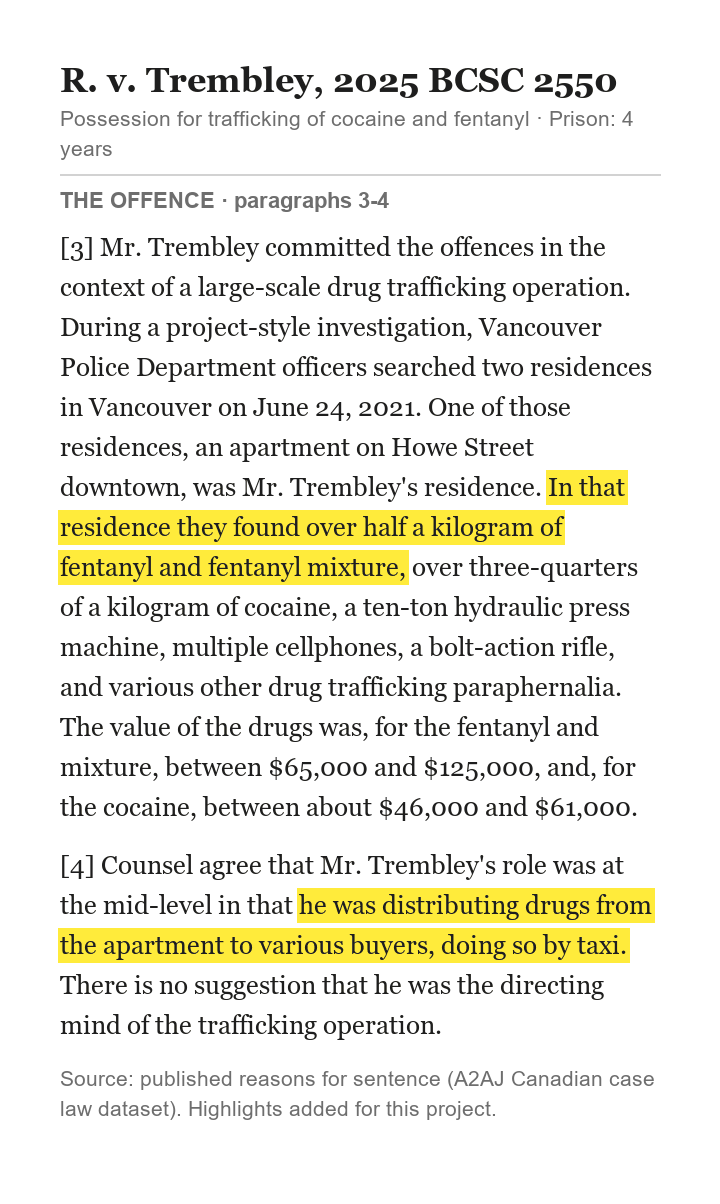 R. v. Trembley, 2025 BCSC 2550
Possession for trafficking of cocaine and fentanyl · Prison: 4
years
THE OFFENCE · paragraphs 3-4
[3] Mr. Trembley committed the offences in the
context of a large-scale drug trafficking operation.
During a project-style investigation, Vancouver
Police Department officers searched two residences
in Vancouver on June 24, 2021. One of those
residences, an apartment on Howe Street
downtown, was Mr. Trembley's residence. In that
residence they found over half a kilogram of
fentanyl and fentanyl mixture, over three-quarters
of a kilogram of cocaine, a ten-ton hydraulic press
machine, multiple cellphones, a bolt-action rifle,
and various other drug trafficking paraphernalia.
The value of the drugs was, for the fentanyl and
mixture, between $65,000 and $125,000, and, for
the cocaine, between about $46,000 and $61,000.
[4] Counsel agree that Mr. Trembley's role was at
the mid-level in that he was distributing drugs from
the apartment to various buyers, doing so by taxi.
There is no suggestion that he was the directing
mind of the trafficking operation.
Source: published reasons for sentence (A2AJ Canadian case
law dataset). Highlights added for this project.